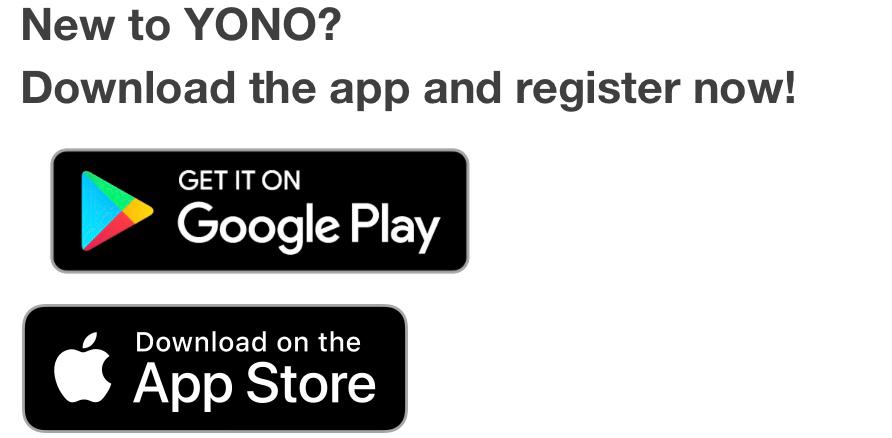 New to YONO?
Download the app and register now!
GET IT ON
Google Play
Download on the
App Store